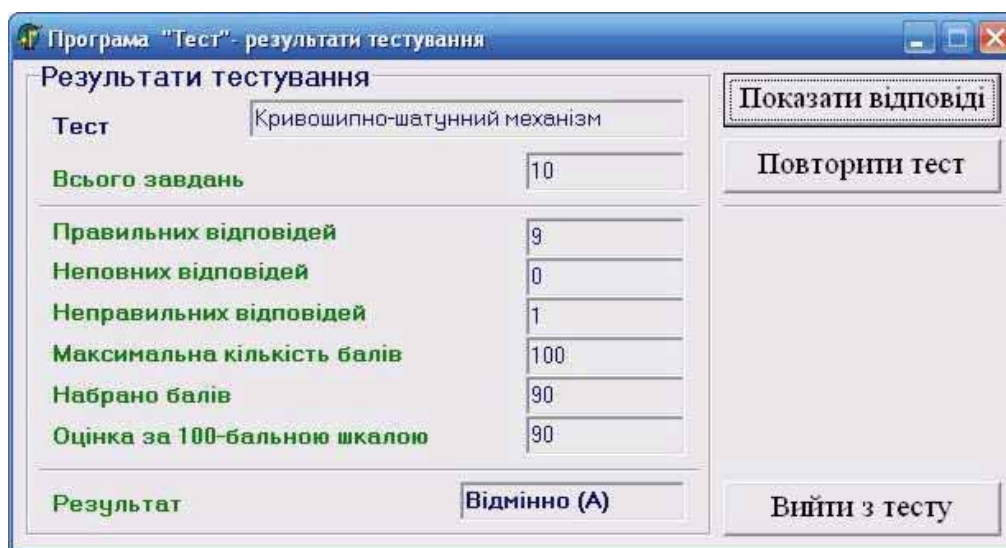 Програма "Тест"- результати тестування
Результати тестування
Тест Кривошипно-шатунний механізм
Всього завдань 10
Правильних відповідей 9
Неповних відповідей 0
Неправильних відповідей 1
Максимальна кількість балів 100
Набрано балів 90
Оцінка за 100-бальною шкалою 90
Результат Відмінно (А)
Показати відповіді
Повторити тест
Вийти з тесту